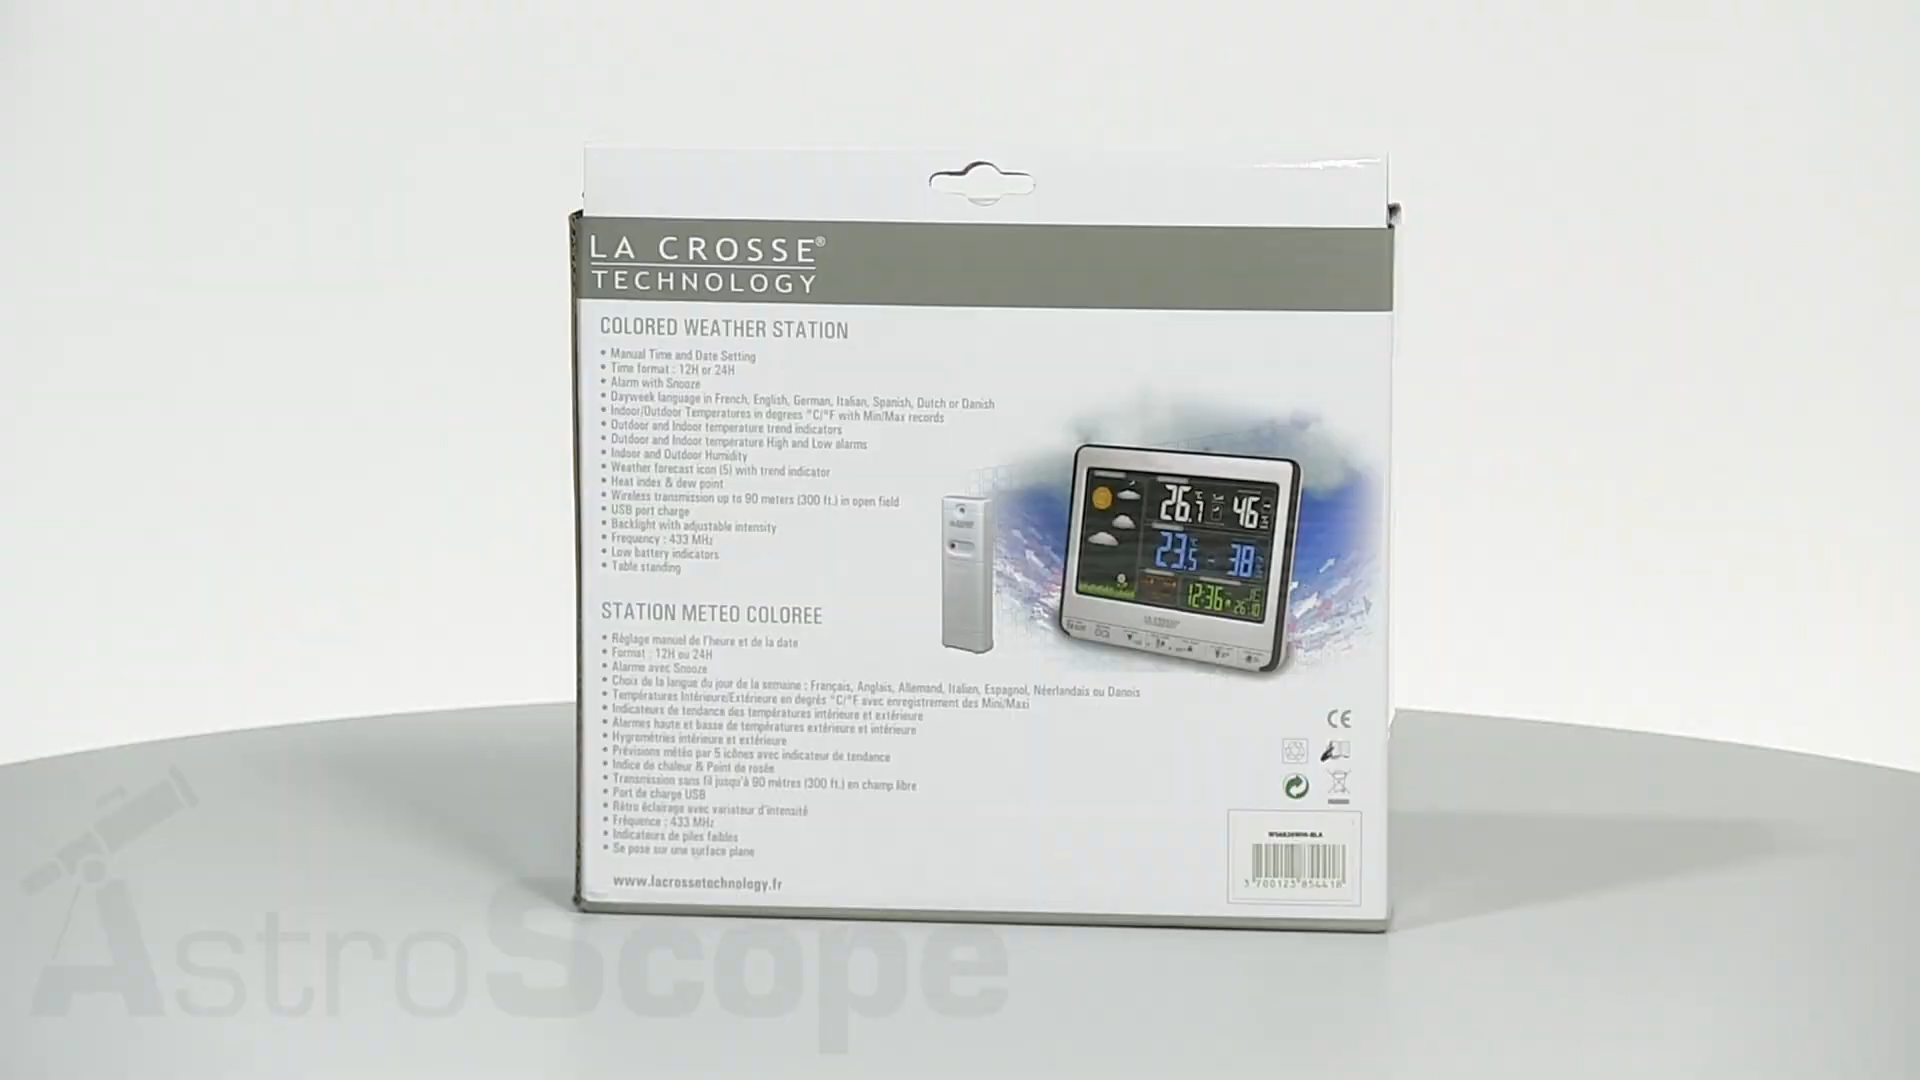 LA CROSSE®
TECHNOLOGY
COLORED WEATHER STATION
• Manual Time and Date Setting
• Time format : 12H or 24H
• Alarm with Snooze
• Dayweek language in French, English, German, Italian, Spanish, Dutch or Danish
• Indoor/Outdoor Temperatures in degrees °C/°F with Min/Max records
• Outdoor and Indoor temperature trend indicators
• Outdoor and Indoor temperature High and Low alarms
• Indoor and Outdoor Humidity
• Weather forecast icon (5) with trend indicator
• Heat index & dew point
• Wireless transmission up to 90 meters (300 ft.) in open field
• USB port charge
• Backlight with adjustable intensity
• Frequency : 433 MHz
• Low battery indicators
• Table standing
26.7 °C 46
23.5 °C 38
12:36 26.10
STATION METEO COLOREE
• Réglage manuel de l'heure et de la date
• Format : 12H ou 24H
• Alarme avec Snooze
• Choix de la langue du jour de la semaine : Français, Anglais, Allemand, Italien, Espagnol, Néerlandais ou Danois
• Températures Intérieure/Extérieure en degrés °C/°F avec enregistrement des Mini/Maxi
• Indicateurs de tendance des températures intérieure et extérieure
• Alarmes haute et basse de températures extérieure et intérieure
• Hygrométries intérieure et extérieure
• Prévisions météo par 5 icônes avec indicateur de tendance
• Indice de chaleur & Point de rosée
• Transmission sans fil jusqu'à 90 mètres (300 ft.) en champ libre
• Port de charge USB
• Rétro éclairage avec variateur d'intensité
• Fréquence : 433 MHz
• Indicateurs de piles faibles
• Se pose sur une surface plane
www.lacrossetechnology.fr
CE
3 700123 854418
AstroScope